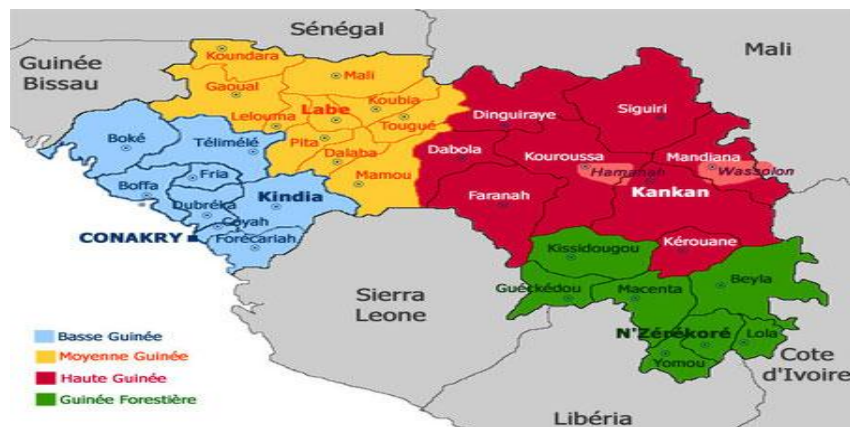 Sénégal
Mali
Guinée
Bissau
Koundara
Mali
Gaoual
Koubia
Labe
Lelouma
Tougué
Pita
Dalaba
Mamou
Boké
Télimélé
Fria
Boffa
Kindia
Dubréka
Coyah
CONAKRY
Forécariah
Dinguiraye
Siguiri
Dabola
Kouroussa
Hamanah
Mandiana
Wassolon
Kankan
Faranah
Kérouane
Kissidougou
Guéckédou
Macenta
Beyla
N'Zérékoré
Lola
Yomou
Sierra
Leone
Cote
d'Ivoire
Libéria
Basse Guinée
Moyenne Guinée
Haute Guinée
Guinée Forestière